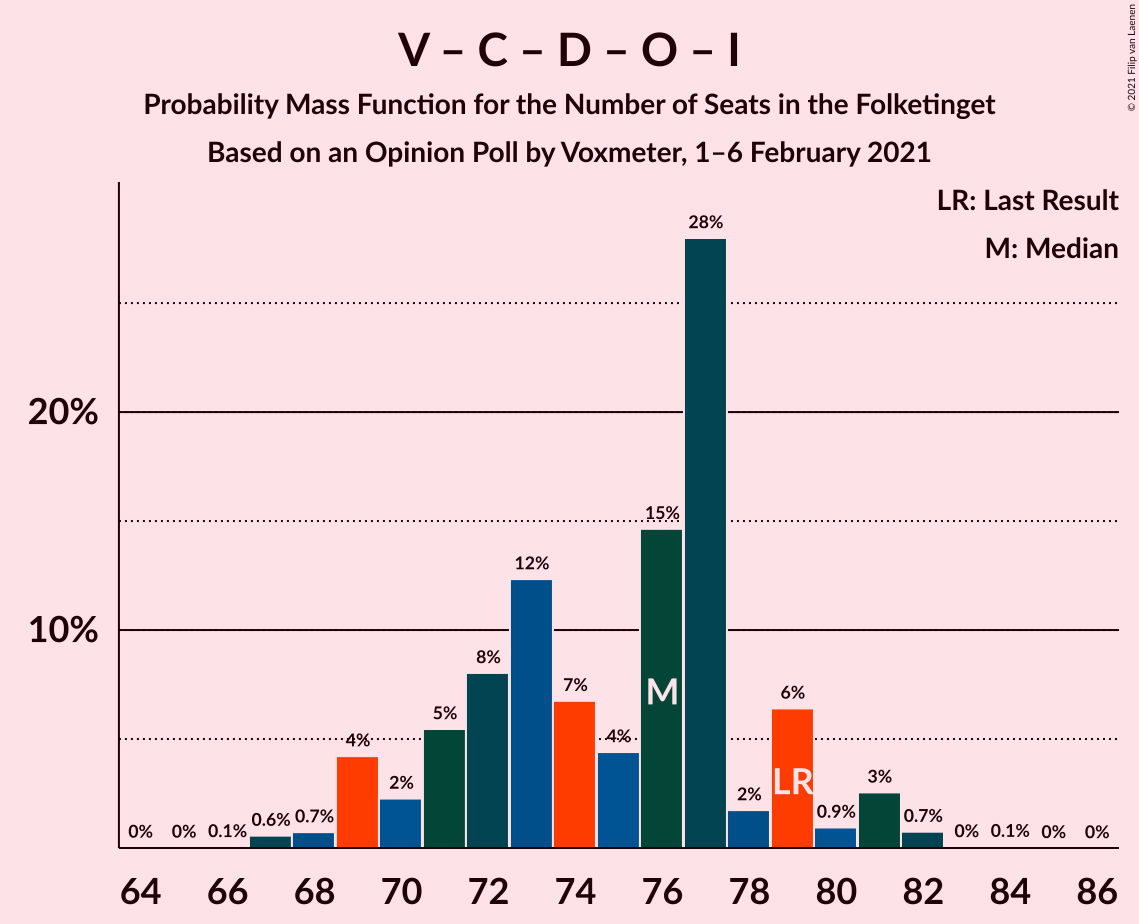 V – C – D – O – I
Probability Mass Function for the Number of Seats in the Folketinget
Based on an Opinion Poll by Voxmeter, 1–6 February 2021
© 2021 Filip van Laenen
LR: Last Result
M: Median
20%
10%
0%
0%
0.1%
0.6%
0.7%
4%
2%
5%
8%
12%
7%
4%
15%
28%
2%
6%
0.9%
3%
0.7%
0%
0.1%
0%
0%
M
LR
64 66 68 70 72 74 76 78 80 82 84 86